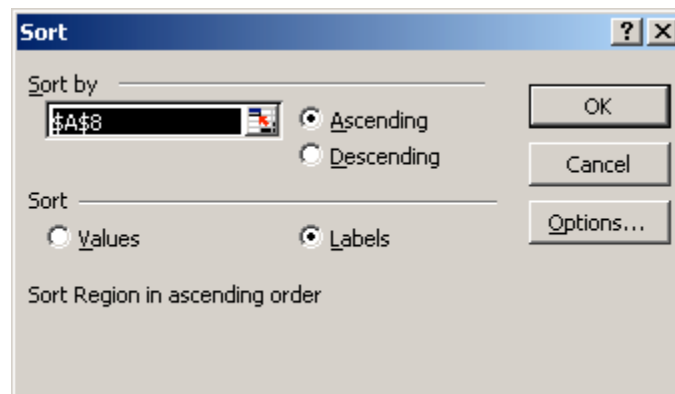 Sort
Sort by
$A$8
Ascending
Descending
OK
Cancel
Options...
Sort
Values
Labels
Sort Region in ascending order